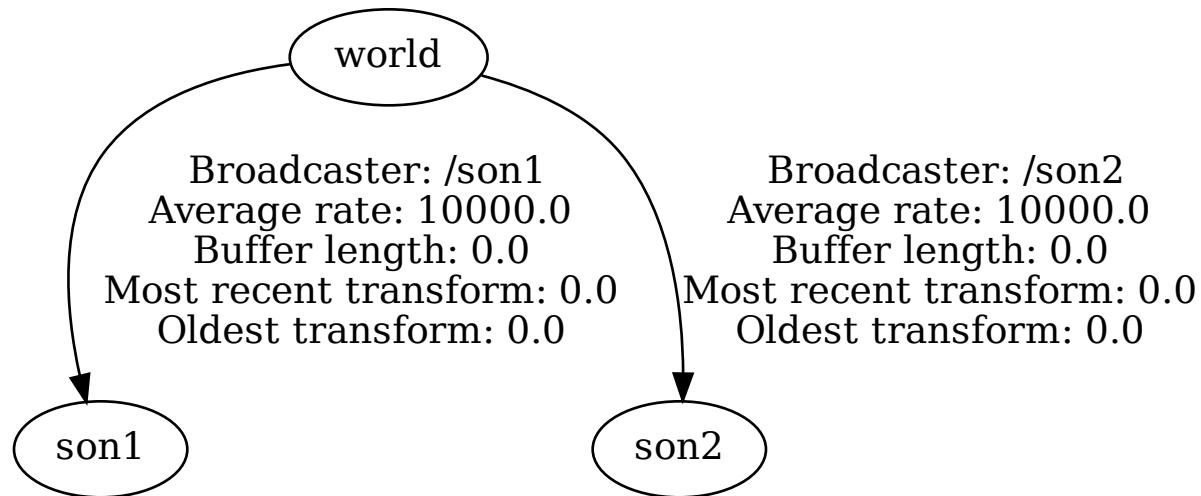 world
Broadcaster: /son1
Average rate: 10000.0
Buffer length: 0.0
Most recent transform: 0.0
Oldest transform: 0.0
Broadcaster: /son2
Average rate: 10000.0
Buffer length: 0.0
Most recent transform: 0.0
Oldest transform: 0.0
son1
son2